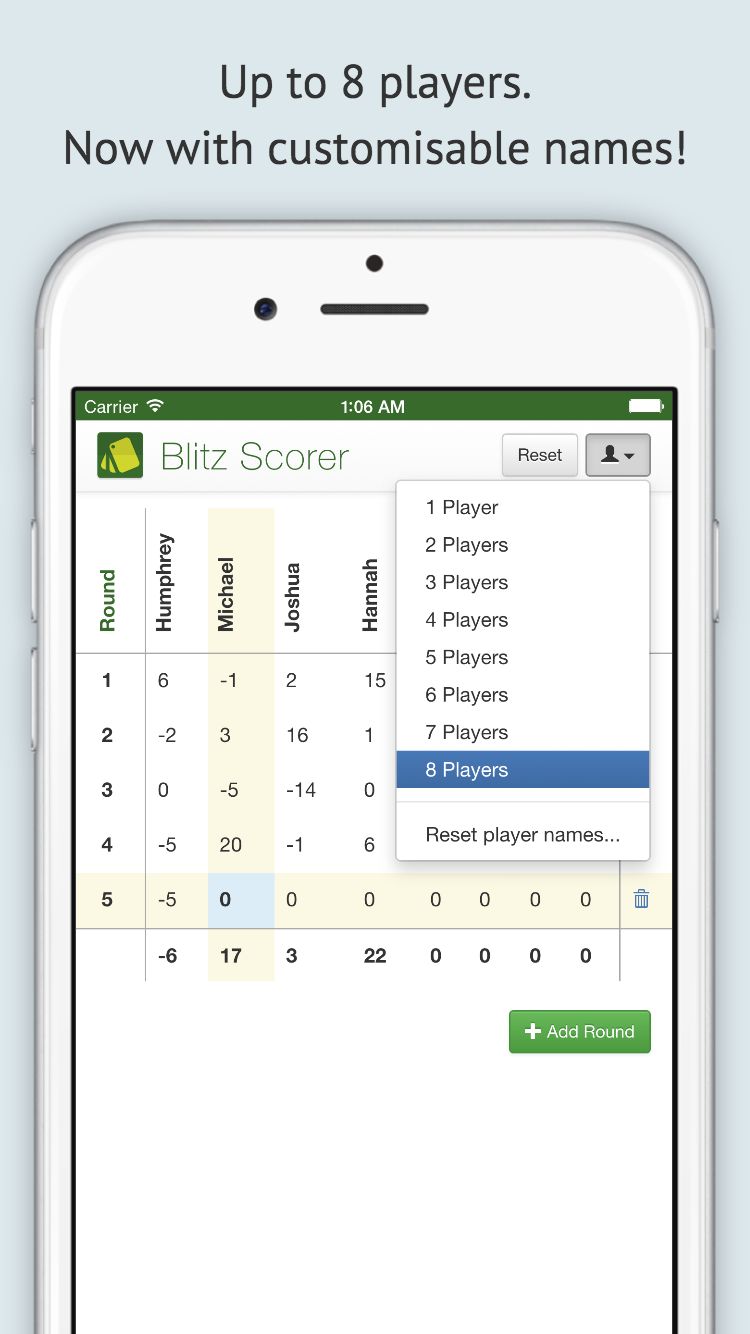 Up to 8 players.
Now with customisable names!
Carrier 1:06 AM
Blitz Scorer Reset
Round Humphrey Michael Joshua Hannah
1 Player
2 Players
3 Players
4 Players
5 Players
6 Players
7 Players
8 Players
Reset player names...
1 6 -1 2 15
2 -2 3 16 1
3 0 -5 -14 0
4 -5 20 -1 6
5 -5 0 0 0 0 0 0 0
-6 17 3 22 0 0 0 0
Add Round